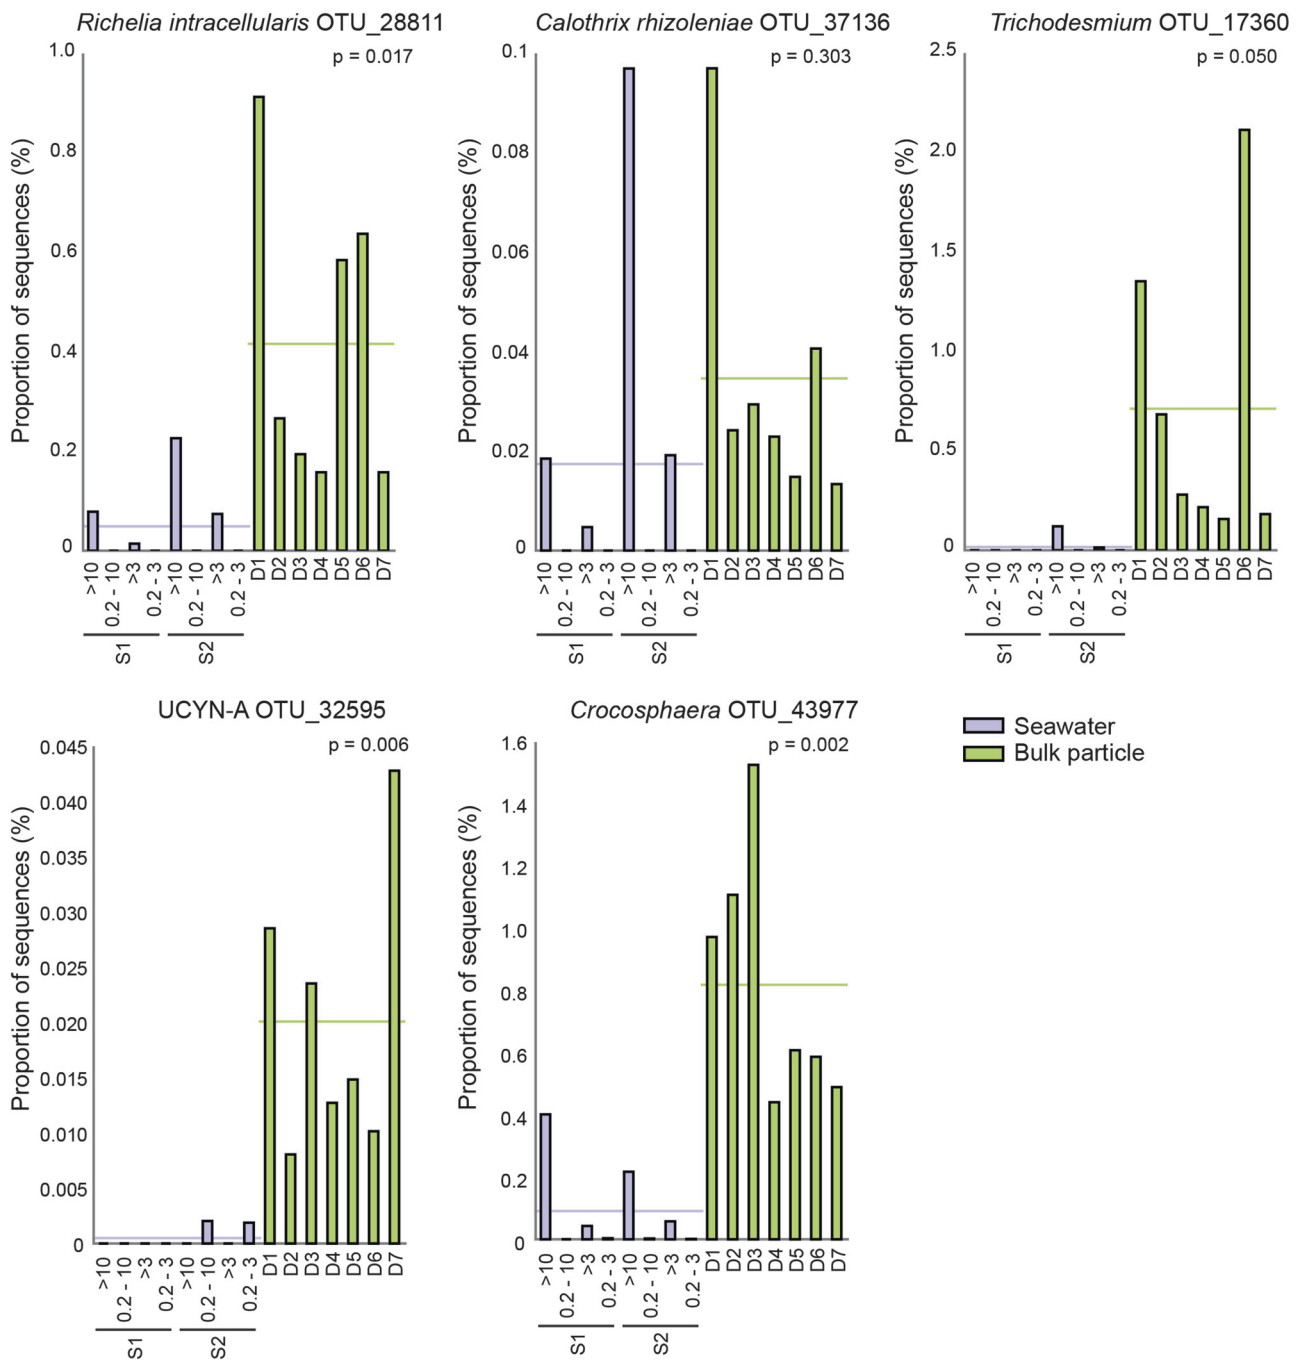 Richelia intracellularis OTU_28811
p = 0.017
Proportion of sequences (%)
1.0
0.8
0.6
0.4
0.2
0
>10
0.2 - 10
>3
0.2 - 3
>10
0.2 - 10
>3
0.2 - 3
D1
D2
D3
D4
D5
D6
D7
S1
S2
Calothrix rhizoleniae OTU_37136
p = 0.303
Proportion of sequences (%)
0.1
0.08
0.06
0.04
0.02
0
>10
0.2 - 10
>3
0.2 - 3
>10
0.2 - 10
>3
0.2 - 3
D1
D2
D3
D4
D5
D6
D7
S1
S2
Trichodesmium OTU_17360
p = 0.050
Proportion of sequences (%)
2.5
2.0
1.5
1.0
0.5
0
>10
0.2 - 10
>3
0.2 - 3
>10
0.2 - 10
>3
0.2 - 3
D1
D2
D3
D4
D5
D6
D7
S1
S2
UCYN-A OTU_32595
p = 0.006
Proportion of sequences (%)
0.045
0.040
0.035
0.030
0.025
0.020
0.015
0.010
0.005
0
>10
0.2 - 10
>3
0.2 - 3
>10
0.2 - 10
>3
0.2 - 3
D1
D2
D3
D4
D5
D6
D7
S1
S2
Crocosphaera OTU_43977
p = 0.002
Proportion of sequences (%)
1.6
1.4
1.2
1.0
0.8
0.6
0.4
0.2
0
>10
0.2 - 10
>3
0.2 - 3
>10
0.2 - 10
>3
0.2 - 3
D1
D2
D3
D4
D5
D6
D7
S1
S2
Seawater
Bulk particle